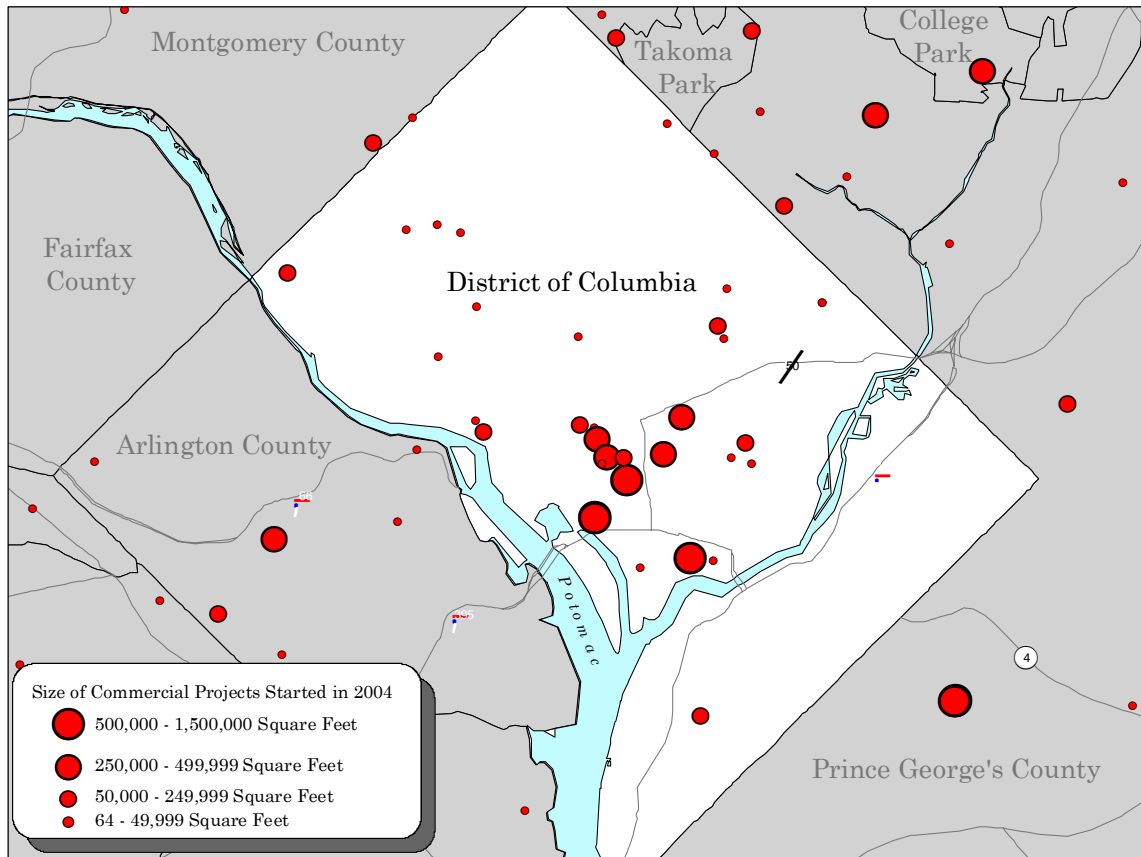 Montgomery County
College
Park
Takoma
Park
Fairfax
County
District of Columbia
50
Arlington County
66
Potomac
4
Prince George's County
Size of Commercial Projects Started in 2004
500,000 - 1,500,000 Square Feet
250,000 - 499,999 Square Feet
50,000 - 249,999 Square Feet
64 - 49,999 Square Feet